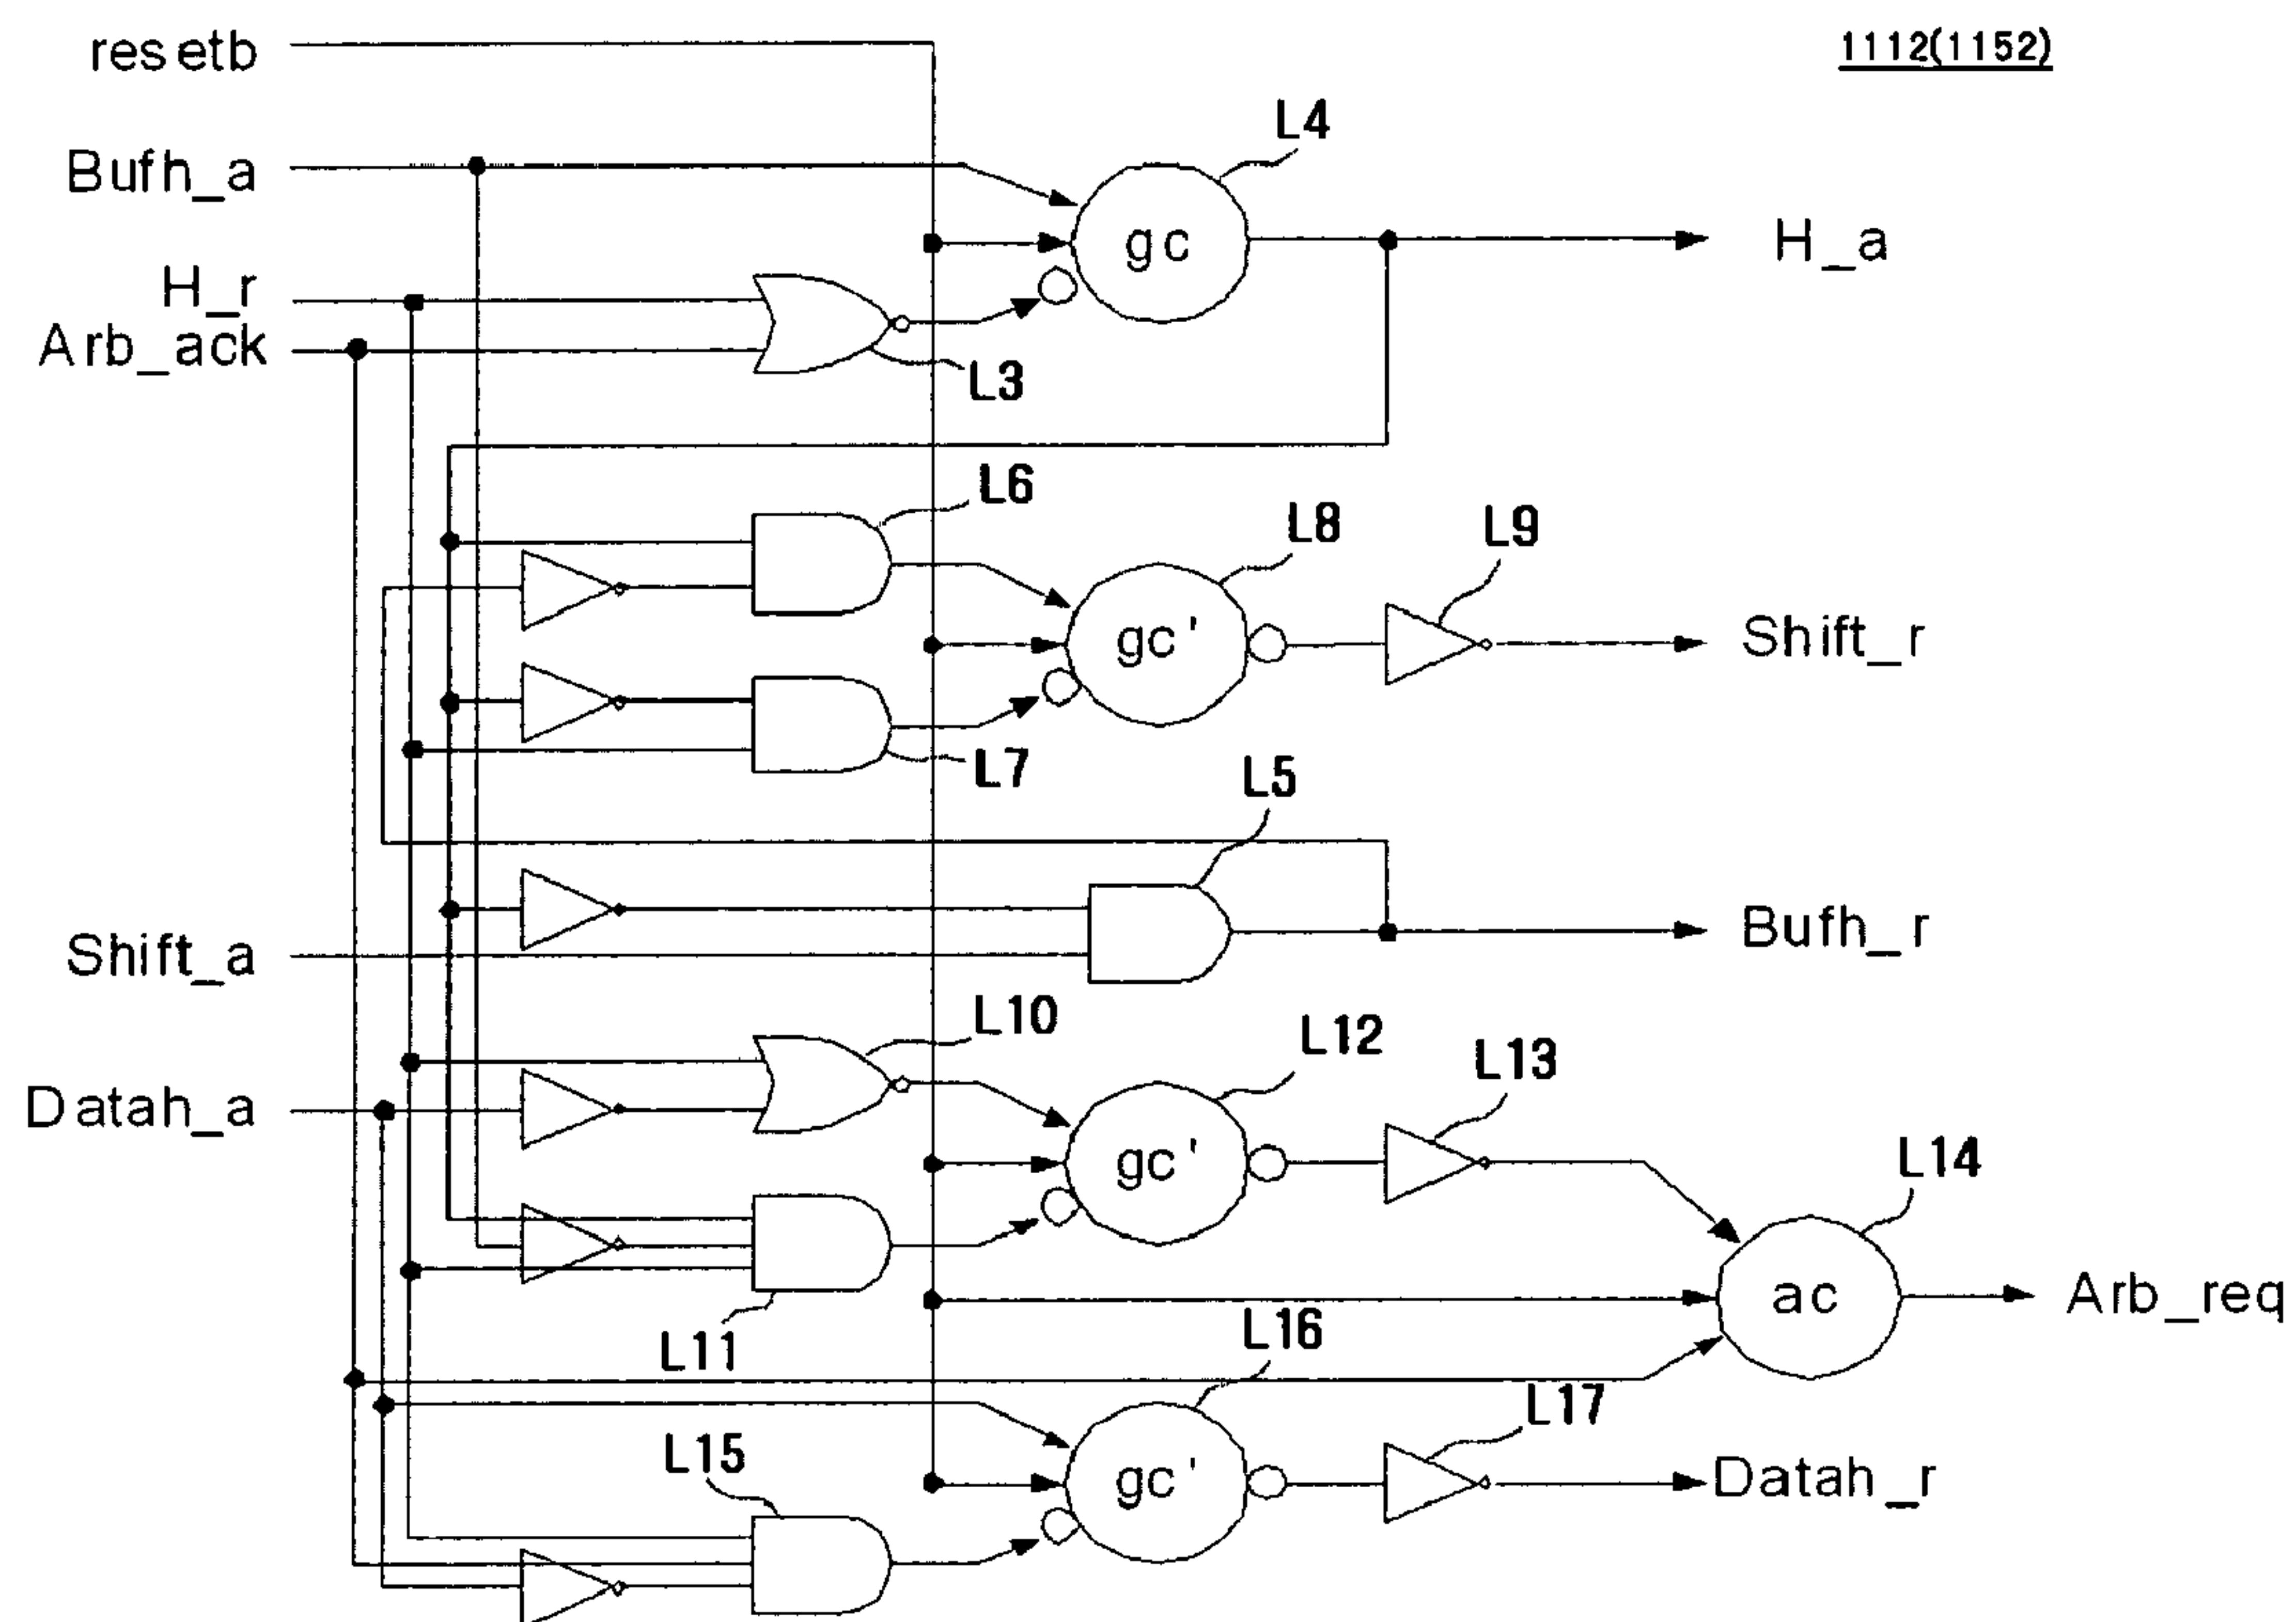 resetb
1112(1152)
L4
Bufh_a
gc
H_a
H_r
Arb_ack
L3
L6
L8
L9
gc'
Shift_r
L7
L5
Bufh_r
Shift_a
L10
L12
L13
Datah_a
gc'
L14
ac
Arb_req
L11
L16
L17
L15
gc'
Datah_r